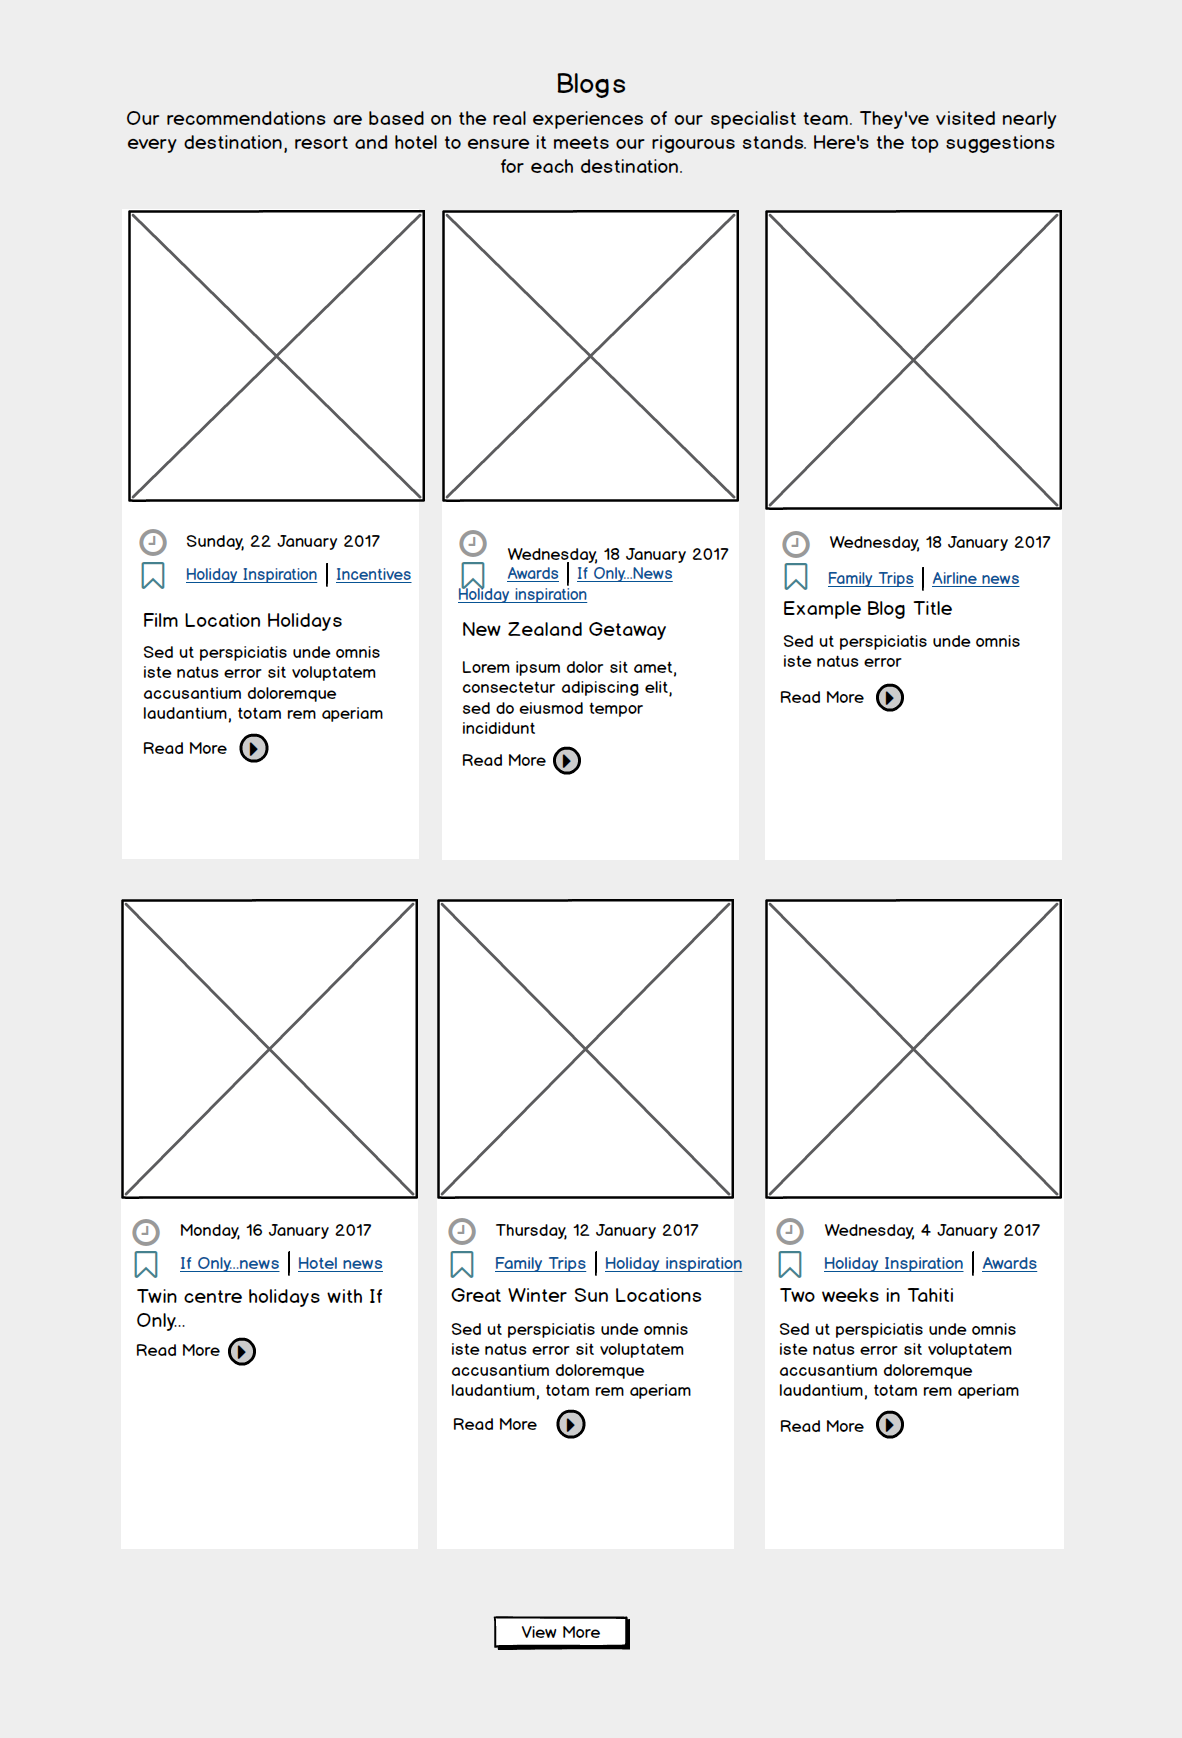 Blogs
Our recommendations are based on the real experiences of our specialist team. They've visited nearly
every destination, resort and hotel to ensure it meets our rigourous stands. Here's the top suggestions
for each destination.
Sunday, 22 January 2017
Holiday Inspiration | Incentives
Film Location Holidays
Sed ut perspiciatis unde omnis
iste natus error sit voluptatem
accusantium doloremque
laudantium, totam rem aperiam
Read More
Wednesday, 18 January 2017
Awards | If Only...News
Holiday inspiration
New Zealand Getaway
Lorem ipsum dolor sit amet,
consectetur adipiscing elit,
sed do eiusmod tempor
incididunt
Read More
Wednesday, 18 January 2017
Family Trips | Airline news
Example Blog Title
Sed ut perspiciatis unde omnis
iste natus error
Read More
Monday, 16 January 2017
If Only...news | Hotel news
Twin centre holidays with If
Only...
Read More
Thursday, 12 January 2017
Family Trips | Holiday inspiration
Great Winter Sun Locations
Sed ut perspiciatis unde omnis
iste natus error sit voluptatem
accusantium doloremque
laudantium, totam rem aperiam
Read More
Wednesday, 4 January 2017
Holiday Inspiration | Awards
Two weeks in Tahiti
Sed ut perspiciatis unde omnis
iste natus error sit voluptatem
accusantium doloremque
laudantium, totam rem aperiam
Read More
View More